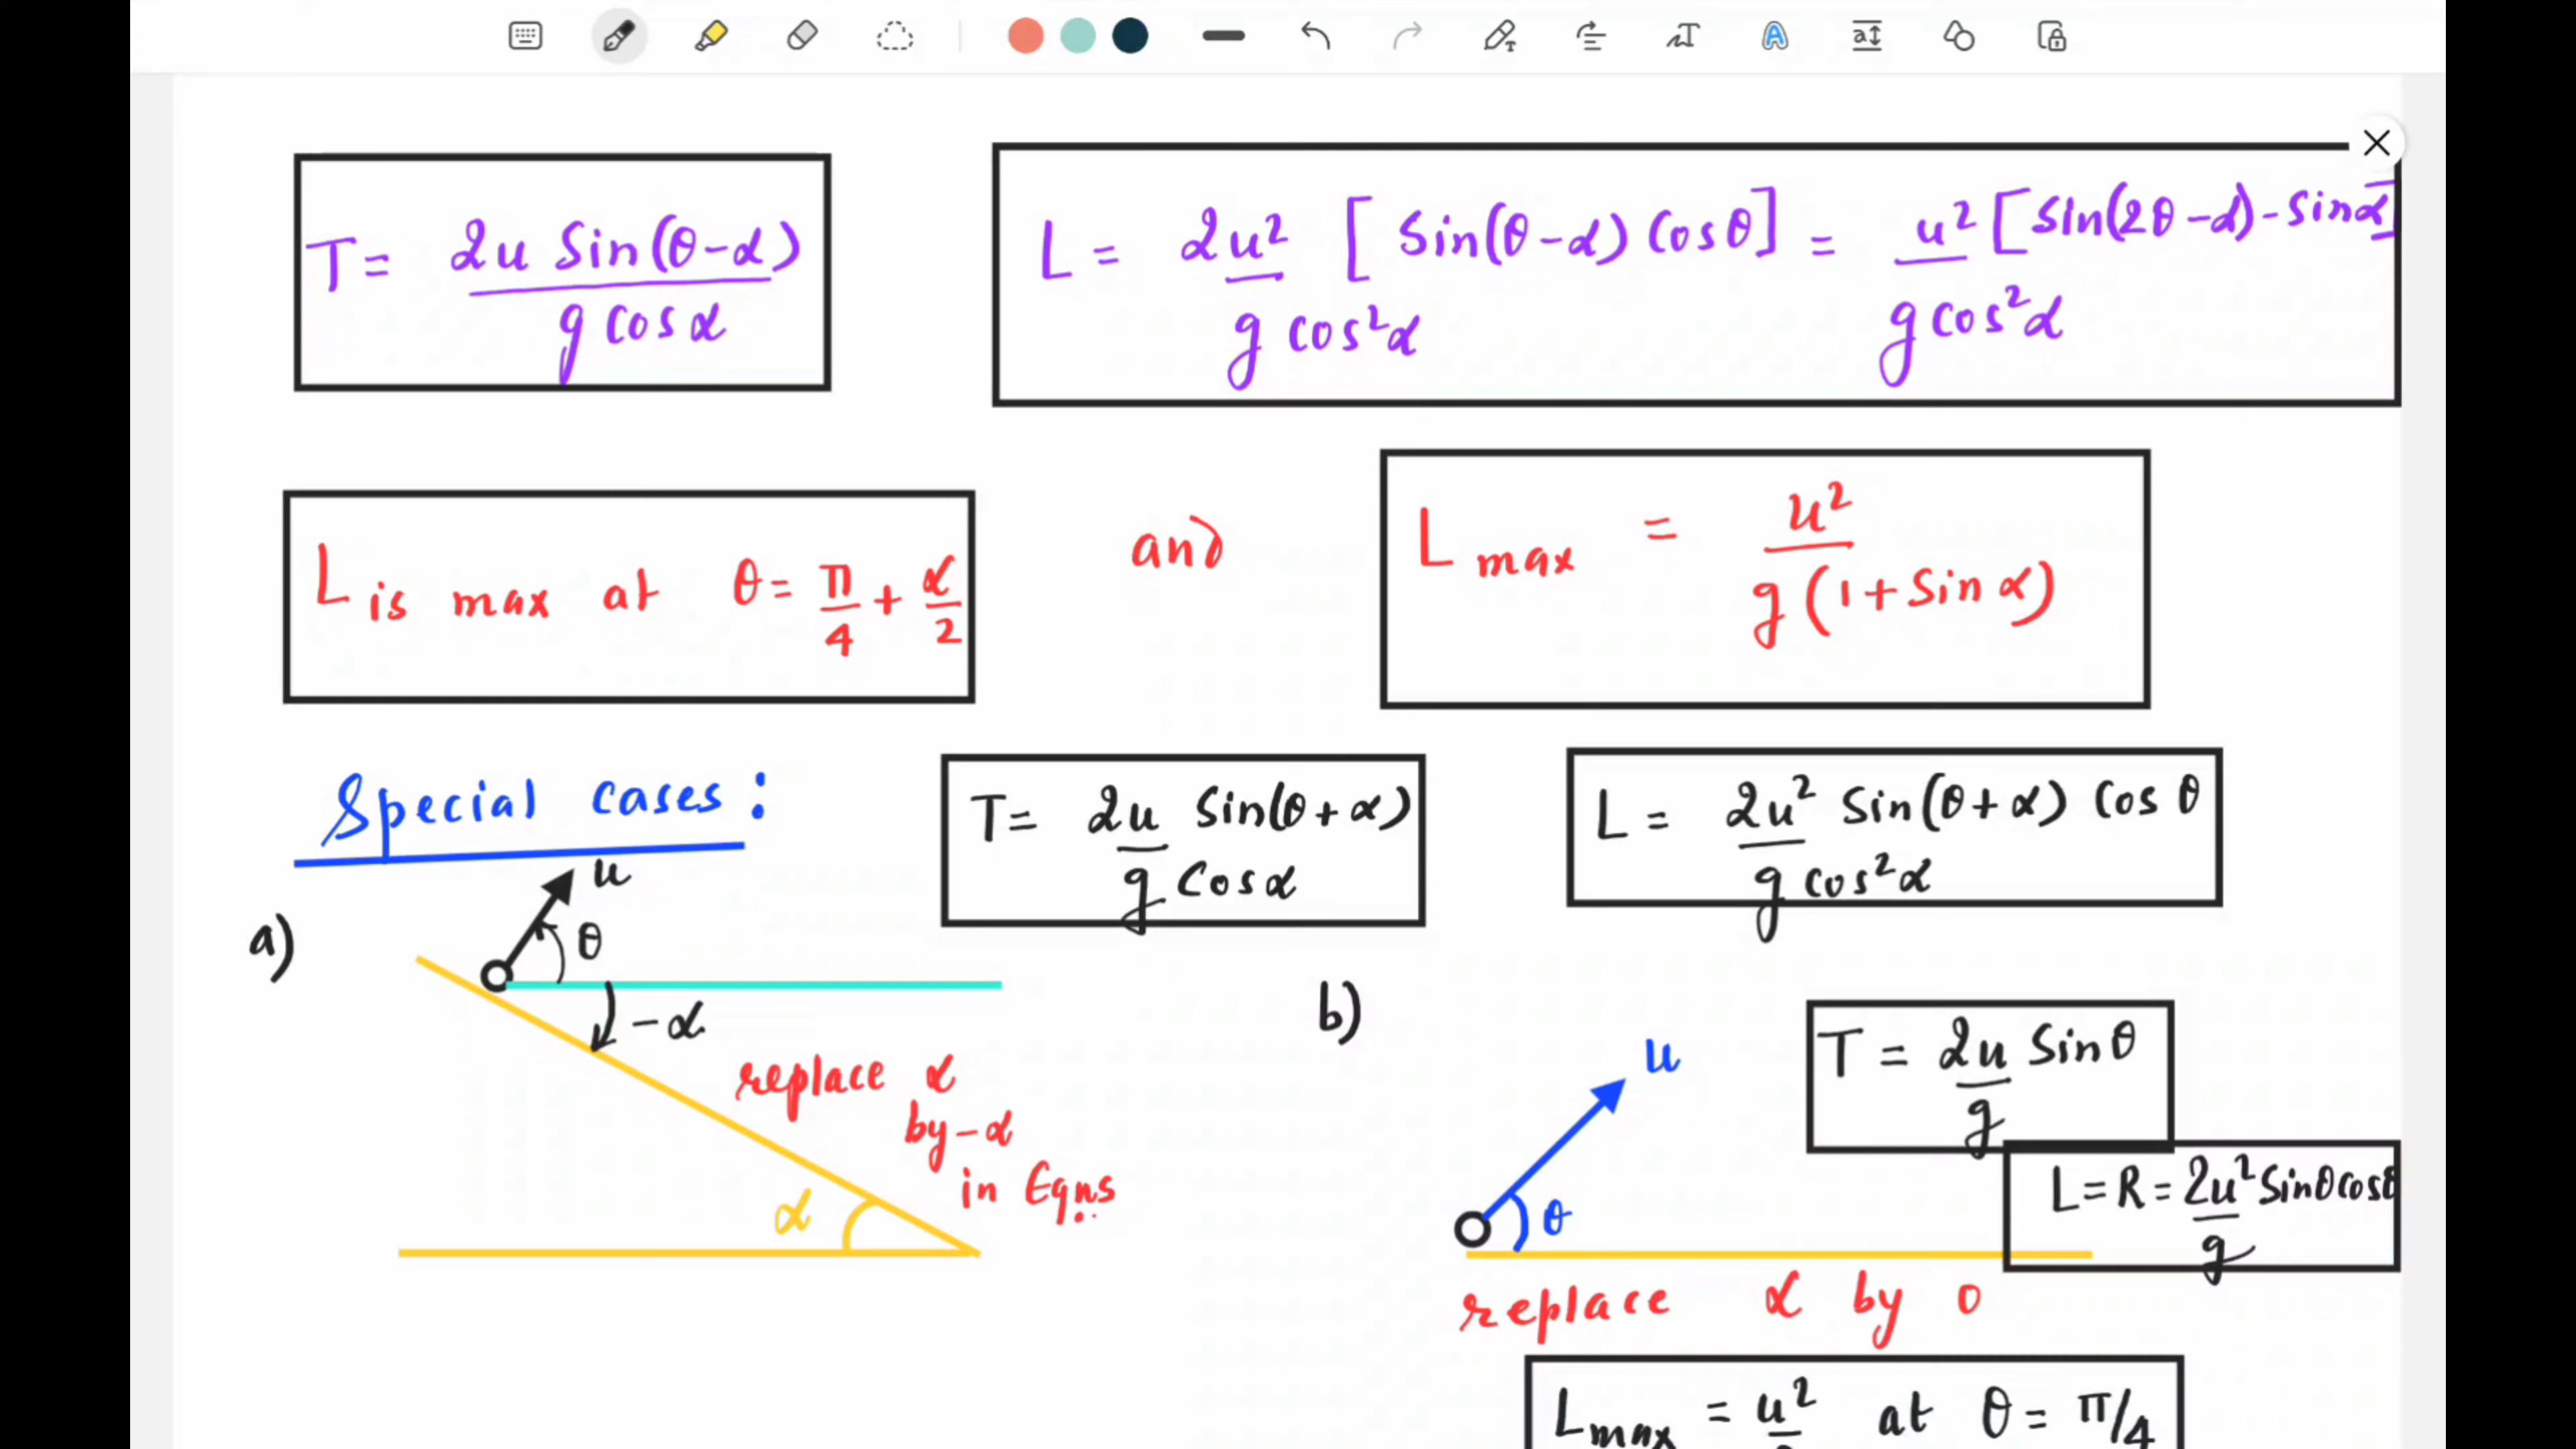 T = 2u Sin(θ-α) / g cosα
L = 2u² / g cos²α [Sin(θ-α) cosθ] = u² / g cos²α [Sin(2θ-α) - Sinα]
L is max at θ = π/4 + α/2 and L max = u² / g(1+Sinα)
Special cases:
T = 2u Sin(θ+α) / g Cosα
L = 2u² Sin(θ+α) Cosθ / g cos²α
a)
u
θ
-α
replace α
by -α
in Eqns
α
b)
u
θ
T = 2u Sinθ / g
L = R = 2u² Sinθ cosθ / g
replace α by 0
Lmax = u² at θ = π/4